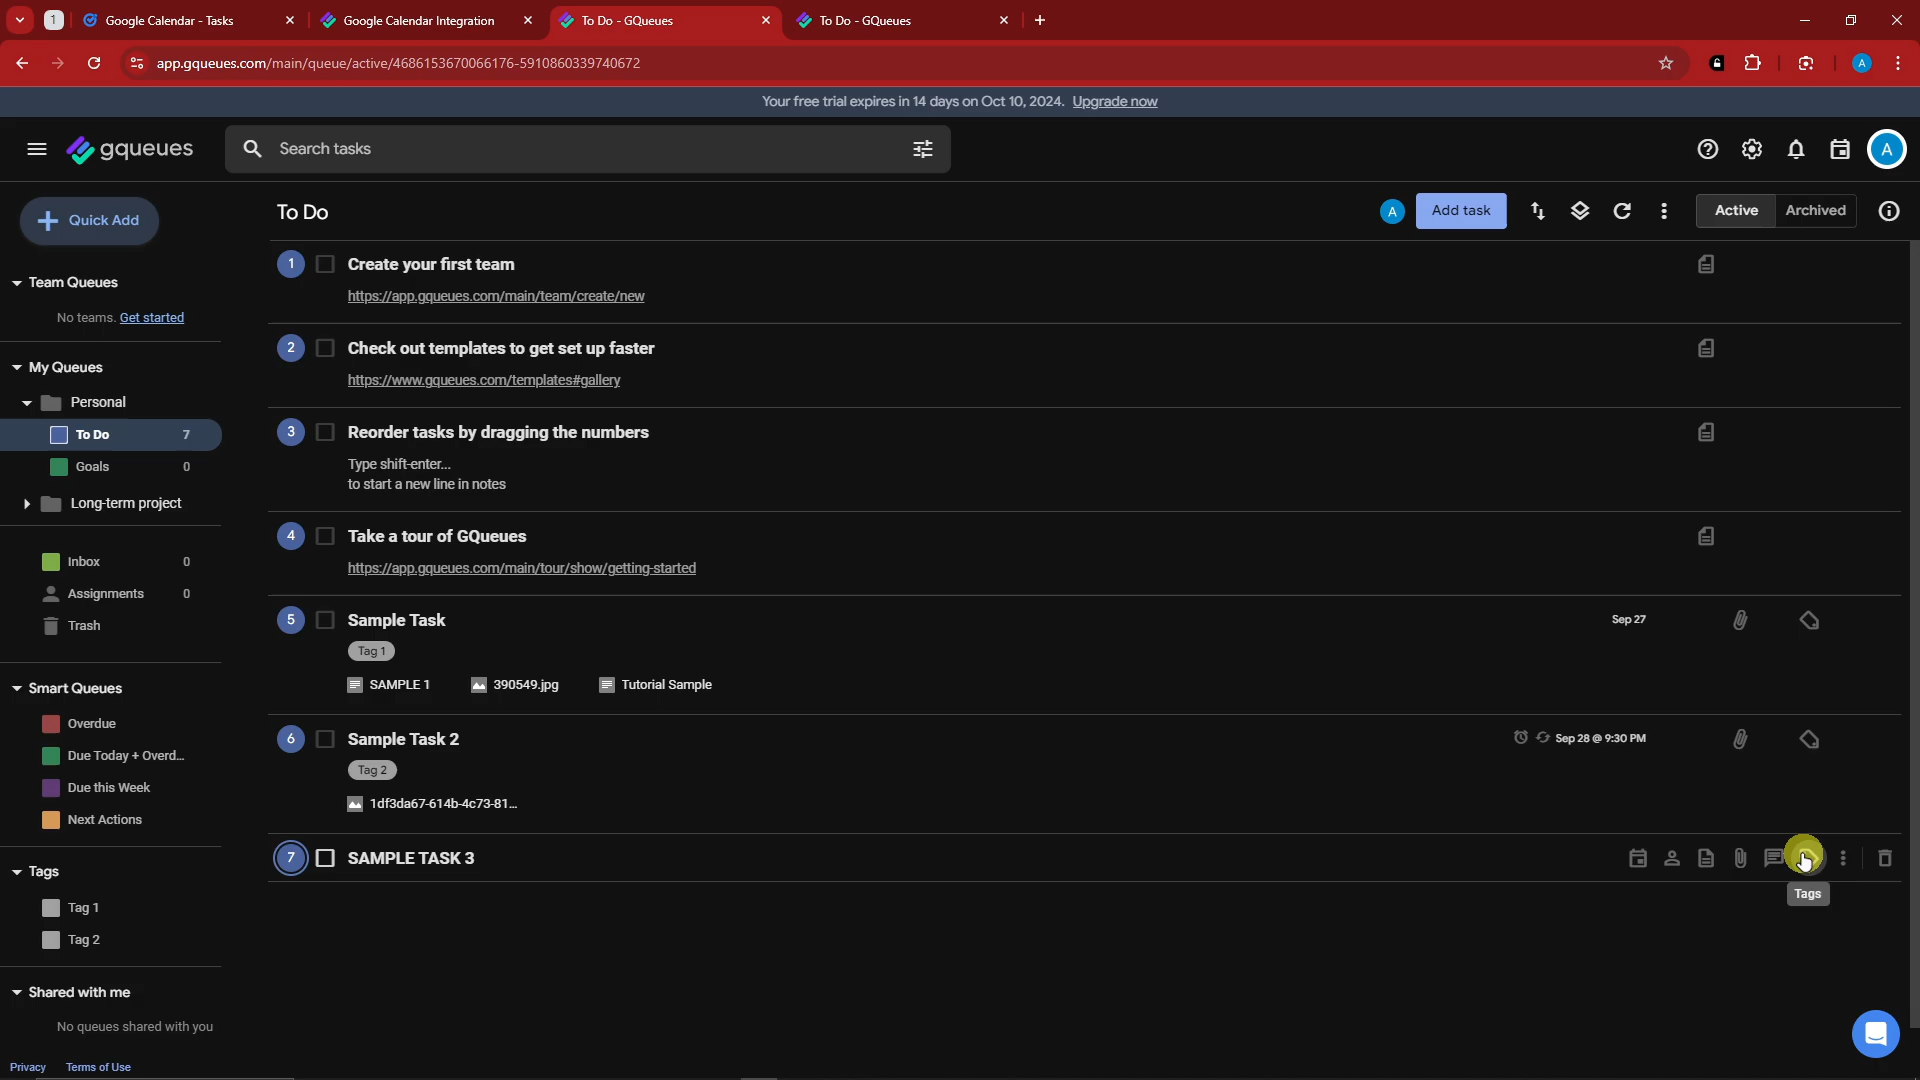 1
Google Calendar - Tasks
Google Calendar Integration
To Do - GQueues
To Do - GQueues
app.gqueues.com/main/queue/active/4686153670066176-5910860339740672
A
Your free trial expires in 14 days on Oct 10, 2024. Upgrade now
gqueues
Search tasks
A
Quick Add
To Do
A
Add task
Active
Archived
Team Queues
No teams. Get started
My Queues
Personal
To Do 7
Goals 0
Long-term project
Inbox 0
Assignments 0
Trash
Smart Queues
Overdue
Due Today + Overd...
Due this Week
Next Actions
Tags
Tag 1
Tag 2
Shared with me
No queues shared with you
Privacy Terms of Use
1 Create your first team
https://app.gqueues.com/main/team/create/new
2 Check out templates to get set up faster
https://www.gqueues.com/templates#gallery
3 Reorder tasks by dragging the numbers
Type shift-enter...
to start a new line in notes
4 Take a tour of GQueues
https://app.gqueues.com/main/tour/show/getting-started
5 Sample Task Sep 27
Tag 1
SAMPLE 1 390549.jpg Tutorial Sample
6 Sample Task 2 Sep 28 @ 9:30 PM
Tag 2
1df3da67-614b-4c73-81...
7 SAMPLE TASK 3
Tags